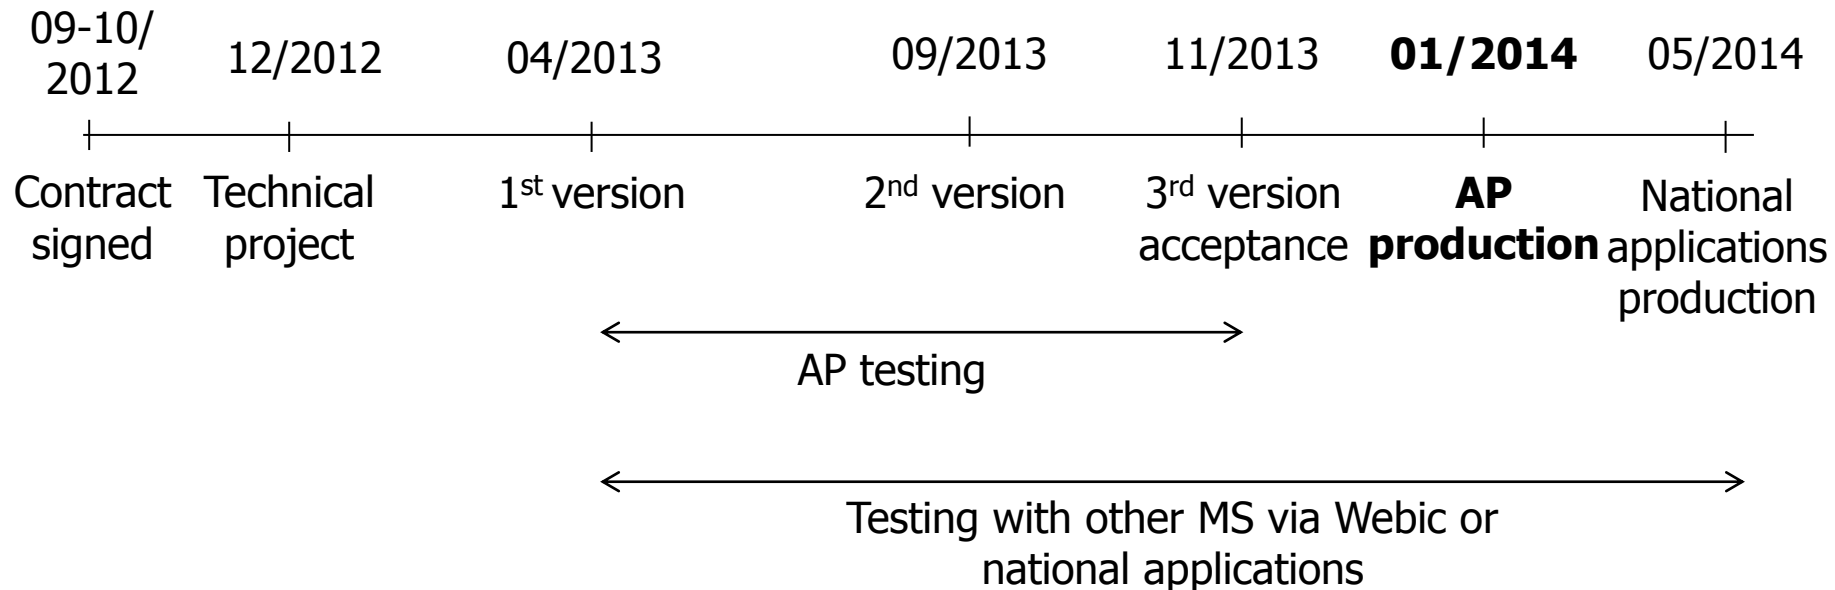 09-10/
2012
12/2012
04/2013
09/2013
11/2013
01/2014
05/2014
Contract
signed
Technical
project
1st version
2nd version
3rd version
acceptance
AP
production
National
applications
production
AP testing
Testing with other MS via Webic or
national applications